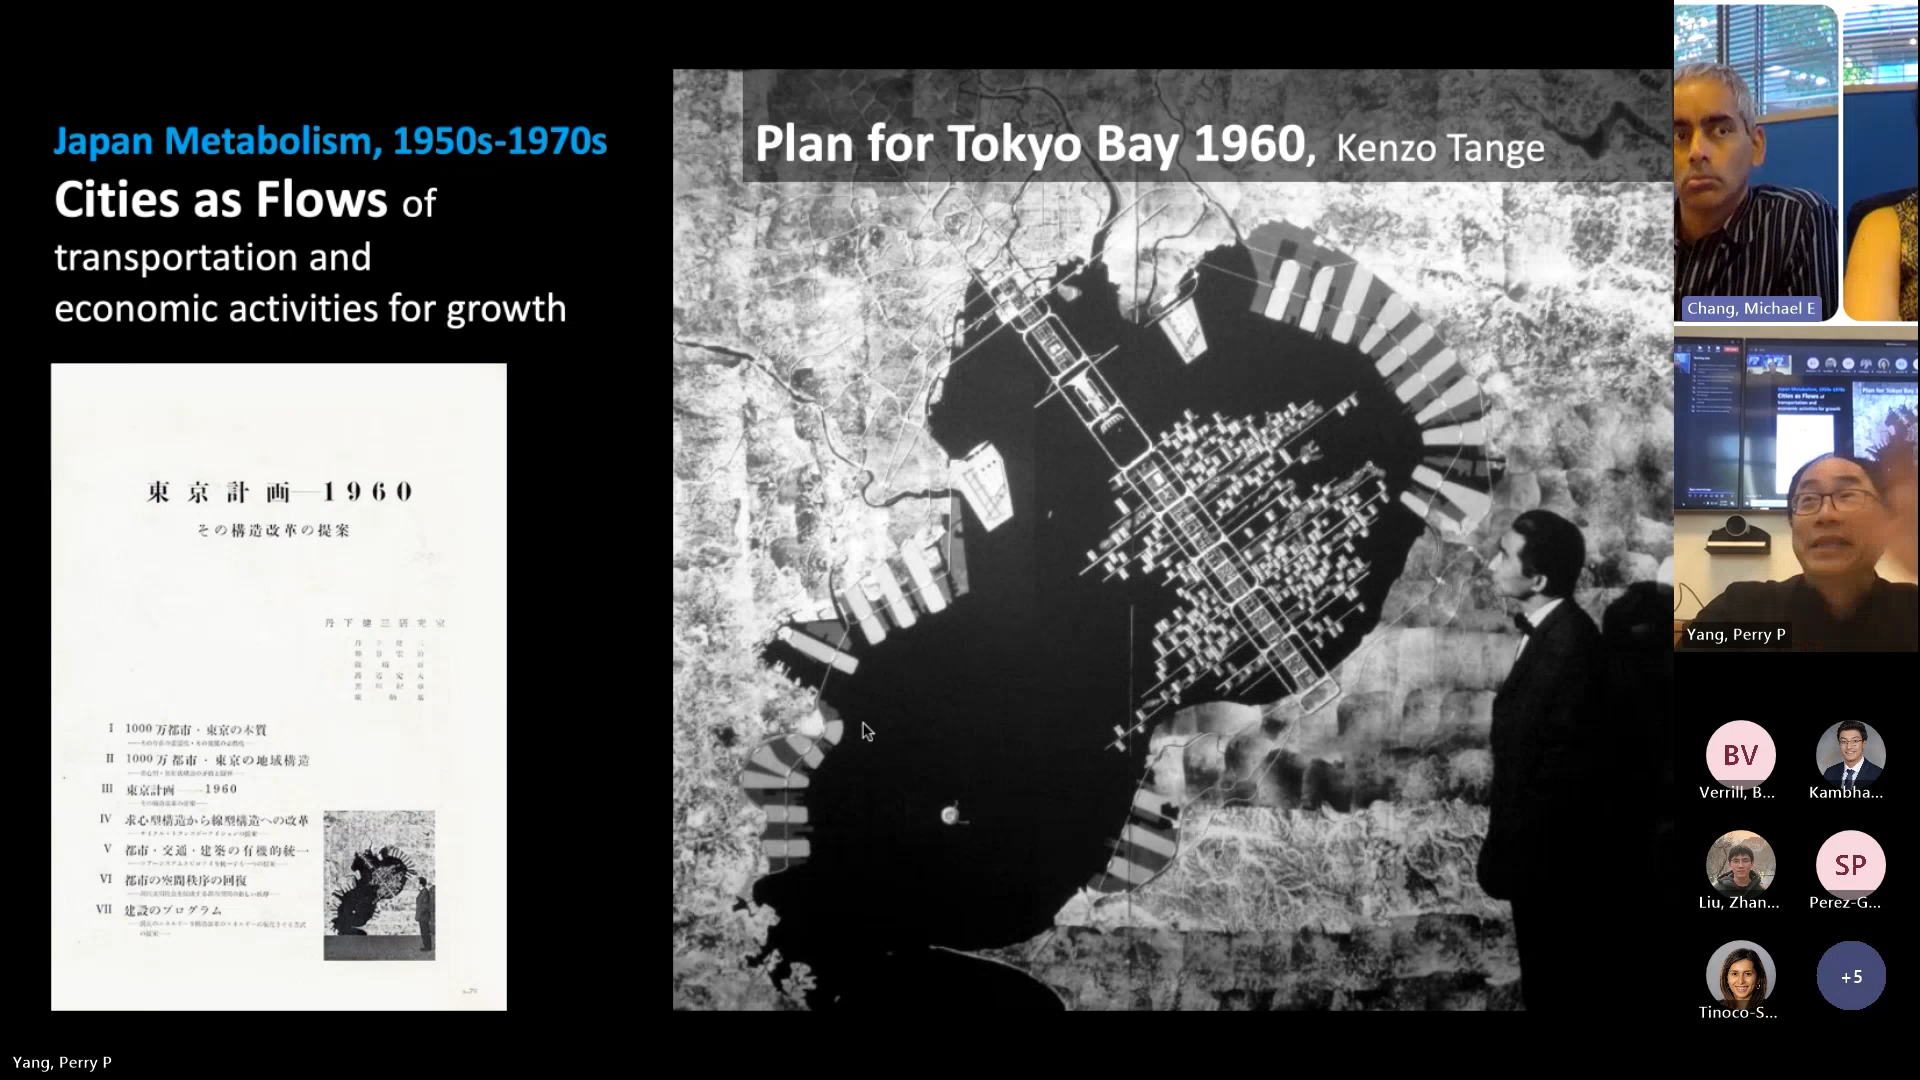 Japan Metabolism, 1950s-1970s
Cities as Flows of
transportation and
economic activities for growth
Plan for Tokyo Bay 1960, Kenzo Tange
東京計画―1960
その構造改革の提案
丹下健三研究室
I 1000万都市・東京の本質
II 1000万都市・東京の地域構造
III 東京計画――1960
IV 求心型構造から線型構造への改革
V 都市・交通・建築の有機的統一
VI 都市の空間秩序の回復
VII 建設のプログラム
Chang, Michael E
Yang, Perry P
Verrill, B...
Kambha...
Liu, Zhan...
Perez-G...
Tinoco-S...
BV
SP
+5
Yang, Perry P